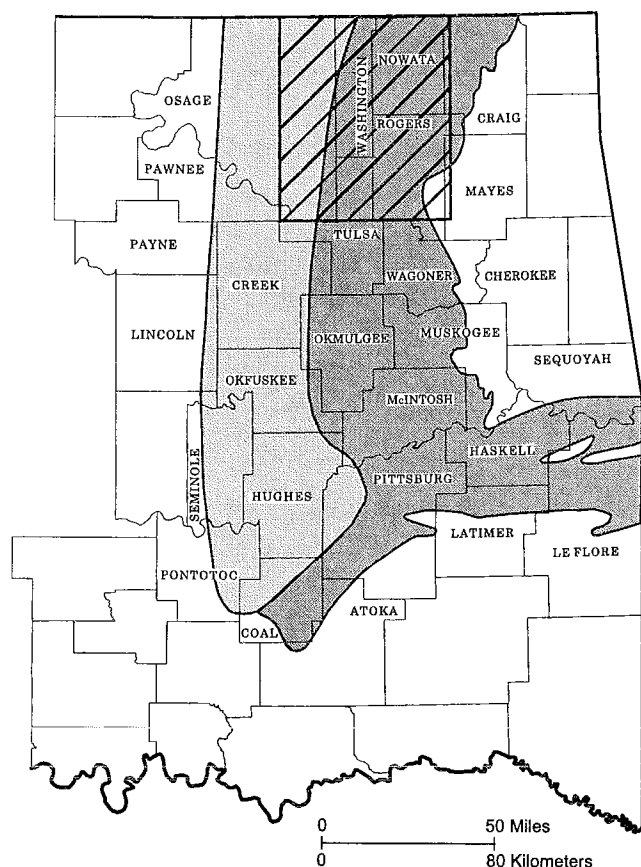 NOWATA
OSAGE
WASHINGTON
CRAIG
ROGERS
PAWNEE
MAYES
PAYNE
TULSA
WAGONER
CHEROKEE
CREEK
LINCOLN
OKMULGEE
MUSKOGEE
SEQUOYAH
OKFUSKEE
McINTOSH
HASKELL
SEMINOLE
HUGHES
PITTSBURG
LATIMER
LE FLORE
PONTOTOC
ATOKA
COAL
0 50 Miles
0 80 Kilometers